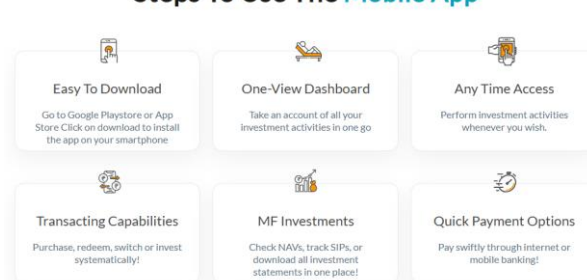 Steps To Use The Mobile App
Easy To Download
One-View Dashboard
Any Time Access
Go to Google Playstore or App
Store Click on download to install
the app on your smartphone
Take an account of all your
investment activities in one go
Perform investment activities
whenever you wish.
Transacting Capabilities
MF Investments
Quick Payment Options
Purchase, redeem, switch or invest
systematically!
Check NAVs, track SIPs, or
download all investment
statements in one place!
Pay swiftly through internet or
mobile banking!